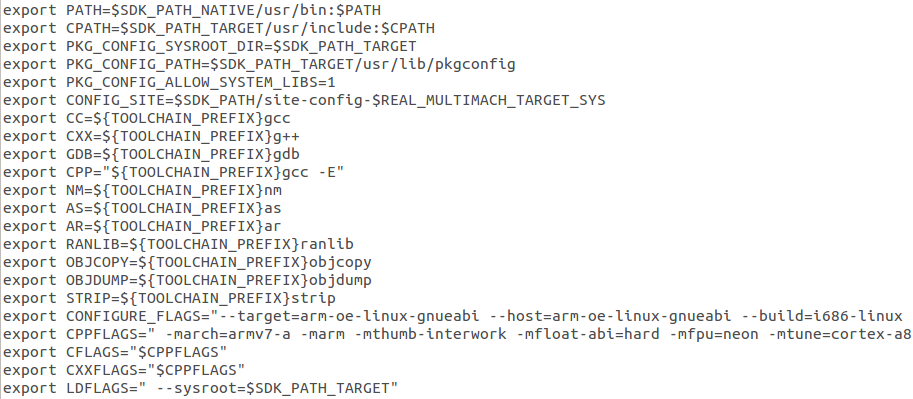 export PATH=$SDK_PATH_NATIVE/usr/bin:$PATH
export CPATH=$SDK_PATH_TARGET/usr/include:$CPATH
export PKG_CONFIG_SYSROOT_DIR=$SDK_PATH_TARGET
export PKG_CONFIG_PATH=$SDK_PATH_TARGET/usr/lib/pkgconfig
export PKG_CONFIG_ALLOW_SYSTEM_LIBS=1
export CONFIG_SITE=$SDK_PATH/site-config-$REAL_MULTIMACH_TARGET_SYS
export CC=${TOOLCHAIN_PREFIX}gcc
export CXX=${TOOLCHAIN_PREFIX}g++
export GDB=${TOOLCHAIN_PREFIX}gdb
export CPP="${TOOLCHAIN_PREFIX}gcc -E"
export NM=${TOOLCHAIN_PREFIX}nm
export AS=${TOOLCHAIN_PREFIX}as
export AR=${TOOLCHAIN_PREFIX}ar
export RANLIB=${TOOLCHAIN_PREFIX}ranlib
export OBJCOPY=${TOOLCHAIN_PREFIX}objcopy
export OBJDUMP=${TOOLCHAIN_PREFIX}objdump
export STRIP=${TOOLCHAIN_PREFIX}strip
export CONFIGURE_FLAGS="--target=arm-oe-linux-gnueabi --host=arm-oe-linux-gnueabi --build=i686-linux
export CPPFLAGS=" -march=armv7-a -marm -mthumb-interwork -mfloat-abi=hard -mfpu=neon -mtune=cortex-a8
export CFLAGS="$CPPFLAGS"
export CXXFLAGS="$CPPFLAGS"
export LDFLAGS=" --sysroot=$SDK_PATH_TARGET"